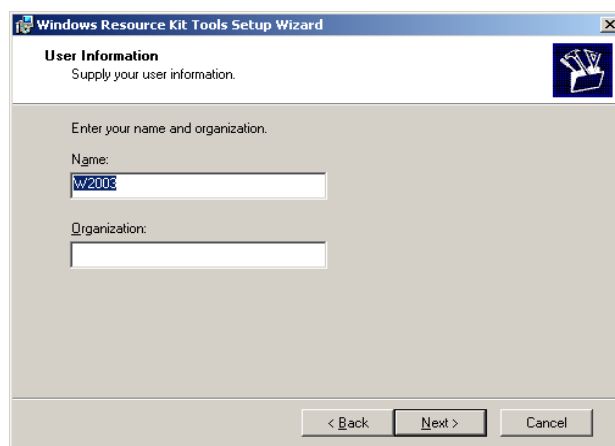 Windows Resource Kit Tools Setup Wizard
User Information
Supply your user information.
Enter your name and organization.
Name:
W2003
Organization:
< Back
Next >
Cancel